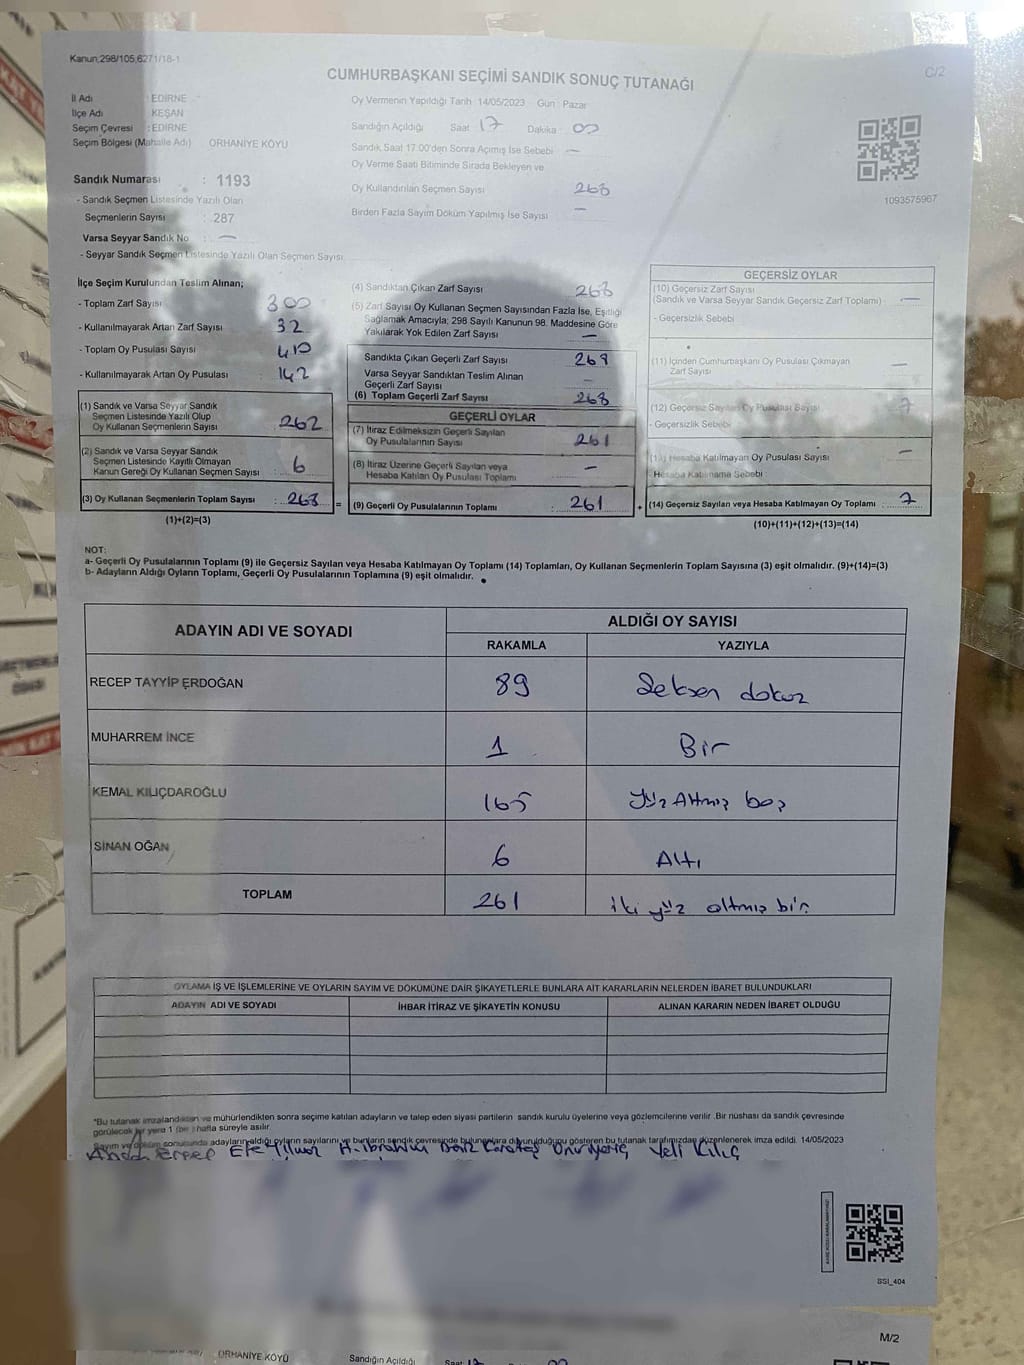 Kanun;298/105,6271/18-1
CUMHURBAŞKANI SEÇİMİ SANDIK SONUÇ TUTANAĞI
C/2
İl Adı : EDİRNE
İlçe Adı KEŞAN
Seçim Çevresi : EDİRNE
Seçim Bölgesi (Mahalle Adı) ORHANİYE KÖYÜ
Oy Vermenin Yapıldığı Tarih 14/05/2023 Gün Pazar
Sandığın Açıldığı Saat 17 Dakika : 00
Sandık Saat 17.00'den Sonra Açımış İse Sebebi —
Oy Verme Saati Bitiminde Sırada Bekleyen ve
Oy Kullandırılan Seçmen Sayısı 268
Birden Fazla Sayım Döküm Yapılmış İse Sayısı —
1093575967
Sandık Numarası : 1193
- Sandık Seçmen Listesinde Yazılı Olan
Seçmenlerin Sayısı : 287
Varsa Seyyar Sandık No : —
- Seyyar Sandık Seçmen Listesinde Yazılı Olan Seçmen Sayısı
İlçe Seçim Kurulundan Teslim Alınan;
- Toplam Zarf Sayısı 300
- Kullanılmayarak Artan Zarf Sayısı 32
- Toplam Oy Pusulası Sayısı 410
- Kullanılmayarak Artan Oy Pusulası 142
(1) Sandık ve Varsa Seyyar Sandık
Seçmen Listesinde Yazılı Olup
Oy Kullanan Seçmenlerin Sayısı 262
(2) Sandık ve Varsa Seyyar Sandık
Seçmen Listesinde Kayıtlı Olmayan
Kanun Gereği Oy Kullanan Seçmen Sayısı : 6
(3) Oy Kullanan Seçmenlerin Toplam Sayısı : 268 =
(1)+(2)=(3)
(4) Sandıktan Çıkan Zarf Sayısı 268
(5) Zarf Sayısı Oy Kullanan Seçmen Sayısından Fazla İse, Eşitliği
Sağlamak Amacıyla; 298 Sayılı Kanunun 98. Maddesine Göre
Yakılarak Yok Edilen Zarf Sayısı —
Sandıkta Çıkan Geçerli Zarf Sayısı 268
Varsa Seyyar Sandıktan Teslim Alınan
Geçerli Zarf Sayısı —
(6) Toplam Geçerli Zarf Sayısı 268
GEÇERLİ OYLAR
(7) İtiraz Edilmeksizin Geçerli Sayılan
Oy Pusulalarının Sayısı 261
(8) İtiraz Üzerine Geçerli Sayılan veya
Hesaba Katılan Oy Pusulası Toplamı —
(9) Geçerli Oy Pusulalarının Toplamı : 261 +
GEÇERSİZ OYLAR
(10) Geçersiz Zarf Sayısı
(Sandık ve Varsa Seyyar Sandık Geçersiz Zarf Toplamı) —
- Geçersizlik Sebebi
(11) İçinden Cumhurbaşkanı Oy Pusulası Çıkmayan
Zarf Sayısı —
(12) Geçersiz Sayılan Oy Pusulası Sayısı 7
- Geçersizlik Sebebi
(13) Hesaba Katılmayan Oy Pusulası Sayısı —
Hesaba Katılmama Sebebi :
(14) Geçersiz Sayılan veya Hesaba Katılmayan Oy Toplamı : 7
(10)+(11)+(12)+(13)=(14)
NOT:
a- Geçerli Oy Pusulalarının Toplamı (9) ile Geçersiz Sayılan veya Hesaba Katılmayan Oy Toplamı (14) Toplamları, Oy Kullanan Seçmenlerin Toplam Sayısına (3) eşit olmalıdır. (9)+(14)=(3)
b- Adayların Aldığı Oyların Toplamı, Geçerli Oy Pusulalarının Toplamına (9) eşit olmalıdır.
ADAYIN ADI VE SOYADI ALDIĞI OY SAYISI
RAKAMLA YAZIYLA
RECEP TAYYİP ERDOĞAN 89 Seksen dokuz
MUHARREM İNCE 1 Bir
KEMAL KILIÇDAROĞLU 165 Yüz Altmış beş
SİNAN OĞAN 6 Altı
TOPLAM 261 iki yüz altmış bir
OYLAMA İŞ VE İŞLEMLERİNE VE OYLARIN SAYIM VE DÖKÜMÜNE DAİR ŞİKAYETLERLE BUNLARA AİT KARARLARIN NELERDEN İBARET BULUNDUKLARI
ADAYIN ADI VE SOYADI İHBAR İTİRAZ VE ŞİKAYETİN KONUSU ALINAN KARARIN NEDEN İBARET OLDUĞU
*Bu tutanak imzalandıktan ve mühürlendikten sonra seçime katılan adayların ve talep eden siyasi partilerin sandık kurulu üyelerine veya gözlemcilerine verilir .Bir nüshası da sandık çevresinde
görülecek bir yere 1 (bir ) hafta süreyle asılır.
Sayım ve döküm sonucunda adayların aldığı oyların sayılarını ve bunların sandık çevresinde bulunanlara duyurulduğunu gösteren bu tutanak tarafımızdan düzenlenerek imza edildi. 14/05/2023
Efe Yılmaz H.İbrahim Deniz Karataş Veli Kılıç
SSI_404
M/2
ORHANİYE KÖYÜ Sandığın Açıldığı Saat 17 00